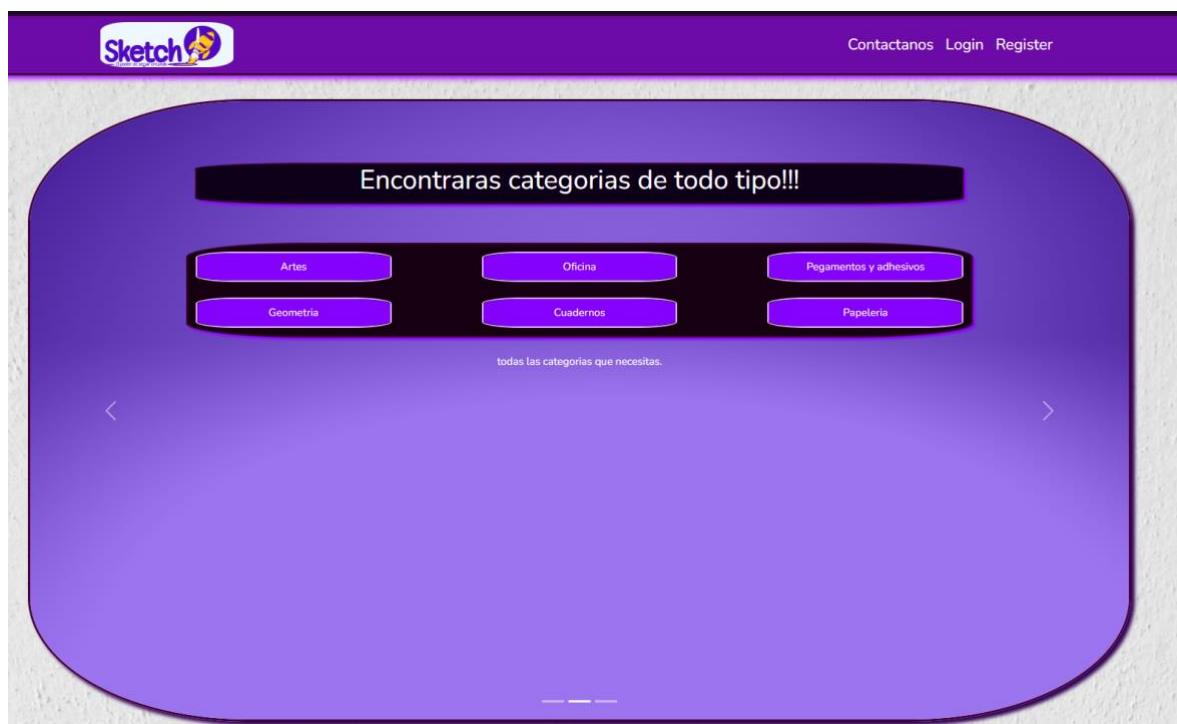 Sketch
Contactanos Login Register
Encontraras categorias de todo tipo!!!
Artes Oficina Pegamentos y adhesivos
Geometria Cuadernos Papeleria
todas las categorias que necesitas.